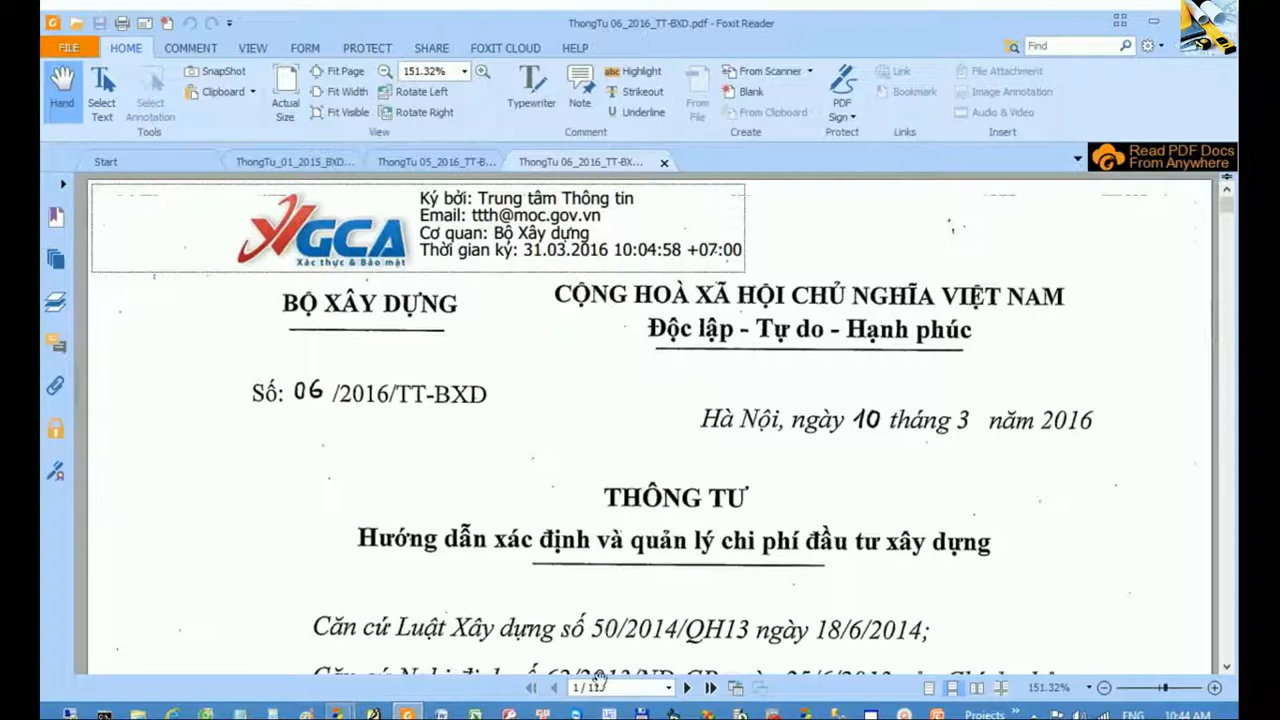 ThongTu 06_2016_TT-BXD.pdf - Foxit Reader
FILE HOME COMMENT VIEW FORM PROTECT SHARE FOXIT CLOUD HELP
Find
Hand
Select Text
Select Annotation
SnapShot
Clipboard
Tools
Actual Size
Fit Page
Fit Width
Fit Visible
151.32%
Rotate Left
Rotate Right
View
Typewriter
Note
Highlight
Strikeout
Underline
Comment
From File
From Scanner
Blank
From Clipboard
Create
PDF Sign
Protect
Link
Bookmark
Links
File Attachment
Image Annotation
Audio & Video
Insert
Start
ThongTu_01_2015_BXD...
ThongTu 05_2016_TT-B...
ThongTu 06_2016_TT-BX...
Read PDF Docs
From Anywhere
VGCA
Xác thực & Bảo mật
Ký bởi: Trung tâm Thông tin
Email: ttth@moc.gov.vn
Cơ quan: Bộ Xây dựng
Thời gian ký: 31.03.2016 10:04:58 +07:00
BỘ XÂY DỰNG
CỘNG HOÀ XÃ HỘI CHỦ NGHĨA VIỆT NAM
Độc lập - Tự do - Hạnh phúc
Số: 06 /2016/TT-BXD
Hà Nội, ngày 10 tháng 3 năm 2016
THÔNG TƯ
Hướng dẫn xác định và quản lý chi phí đầu tư xây dựng
Căn cứ Luật Xây dựng số 50/2014/QH13 ngày 18/6/2014;
151.32%
Projects
ENG
10:44 AM